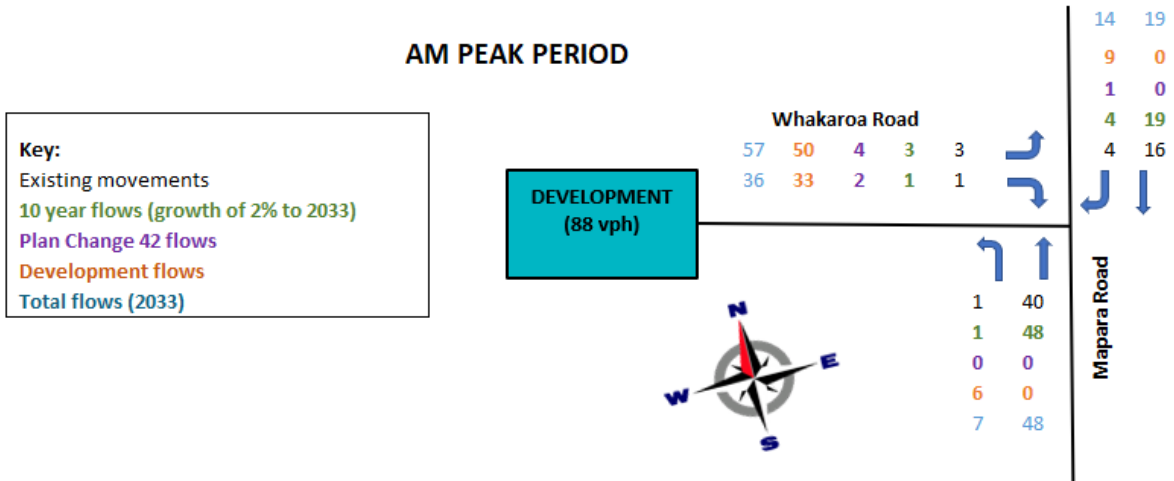 AM PEAK PERIOD
14 19
9 0
1 0
4 19
4 16
Key:
Existing movements
10 year flows (growth of 2% to 2033)
Plan Change 42 flows
Development flows
Total flows (2033)
Whakaroa Road
57 50 4 3 3
36 33 2 1 1
DEVELOPMENT
(88 vph)
1 40
1 48
0 0
6 0
7 48
Mapara Road
N
E
W
S